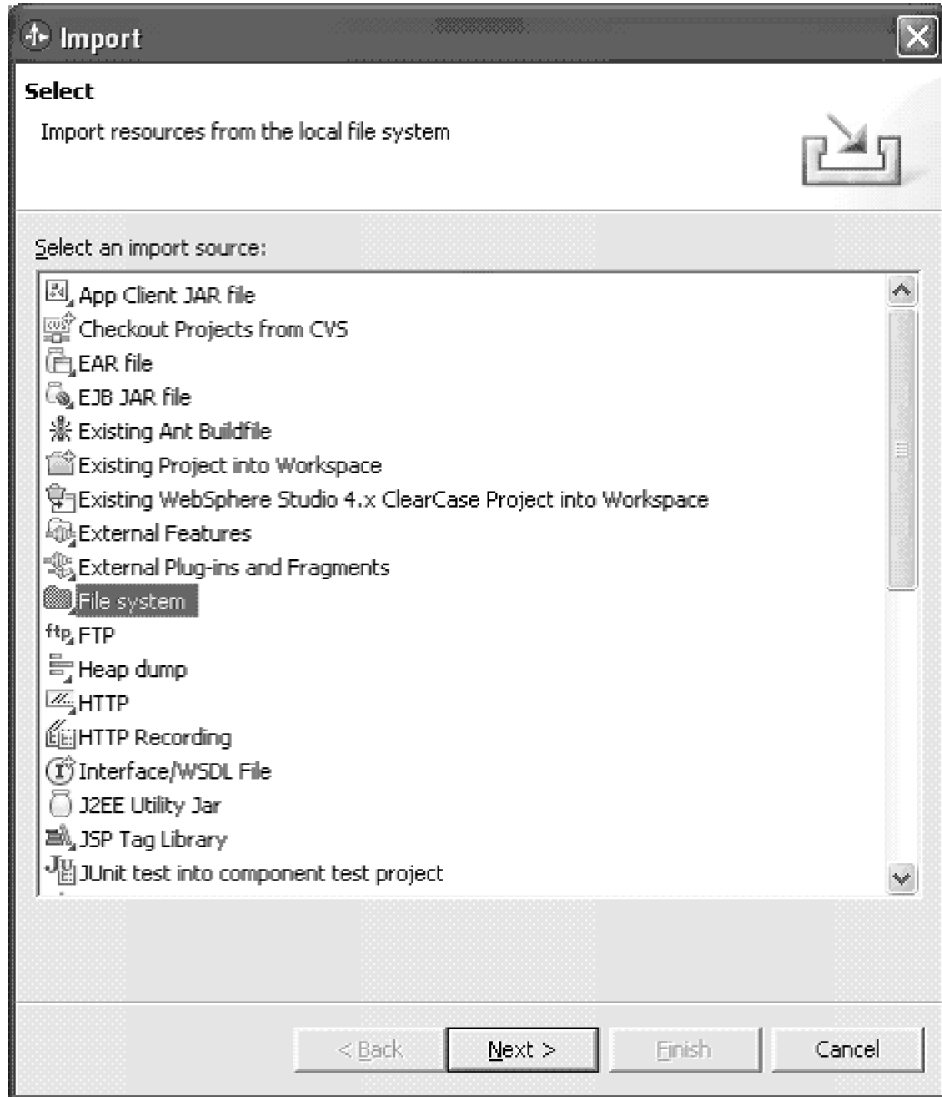 Import
Select
Import resources from the local file system
Select an import source:
App Client JAR file
CVS Checkout Projects from CVS
EAR file
EJB JAR file
Existing Ant Buildfile
Existing Project into Workspace
Existing WebSphere Studio 4.x ClearCase Project into Workspace
External Features
External Plug-ins and Fragments
File system
ftp FTP
Heap dump
HTTP
HTTP Recording
I Interface/WSDL File
J2EE Utility Jar
JSP Tag Library
JU JUnit test into component test project
< Back Next > Finish Cancel